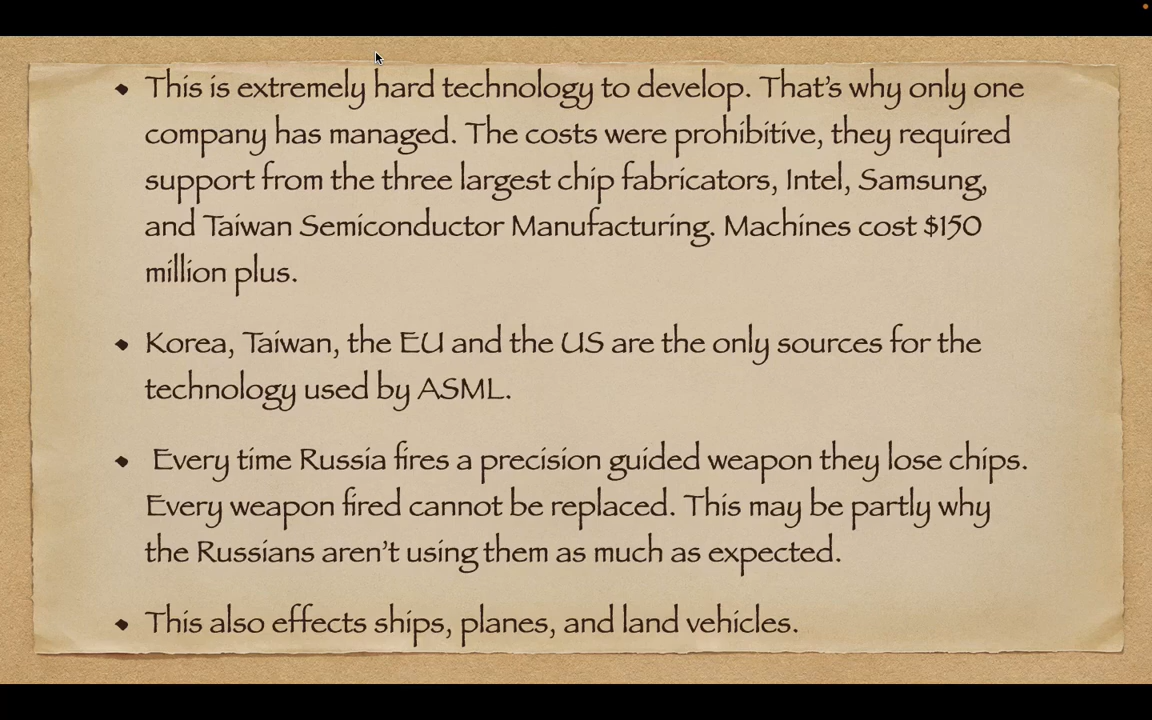 • This is extremely hard technology to develop. That’s why only one
company has managed. The costs were prohibitive, they required
support from the three largest chip fabricators, Intel, Samsung,
and Taiwan Semiconductor Manufacturing. Machines cost $150
million plus.
• Korea, Taiwan, the EU and the US are the only sources for the
technology used by ASML.
• Every time Russia fires a precision guided weapon they lose chips.
Every weapon fired cannot be replaced. This may be partly why
the Russians aren’t using them as much as expected.
• This also effects ships, planes, and land vehicles.